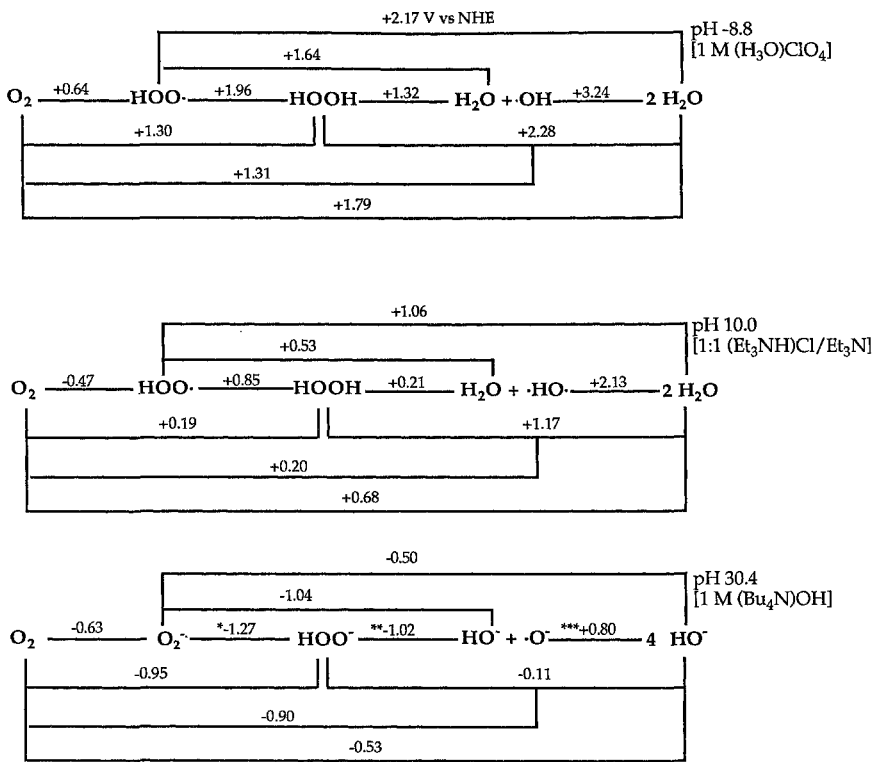 +2.17 V vs NHE
pH -8.8
[1 M (H₃O)ClO₄]
+1.64
O₂ +0.64 HOO· +1.96 HOOH +1.32 H₂O + ·OH +3.24 2 H₂O
+1.30 +2.28
+1.31
+1.79
+1.06
pH 10.0
[1:1 (Et₃NH)Cl/Et₃N]
+0.53
O₂ -0.47 HOO· +0.85 HOOH +0.21 H₂O + ·HO· +2.13 2 H₂O
+0.19 +1.17
+0.20
+0.68
-0.50
pH 30.4
[1 M (Bu₄N)OH]
-1.04
O₂ -0.63 O₂⁻· *-1.27 HOO⁻ **-1.02 HO⁻ + ·O⁻ ***+0.80 4 HO⁻
-0.95 -0.11
-0.90
-0.53